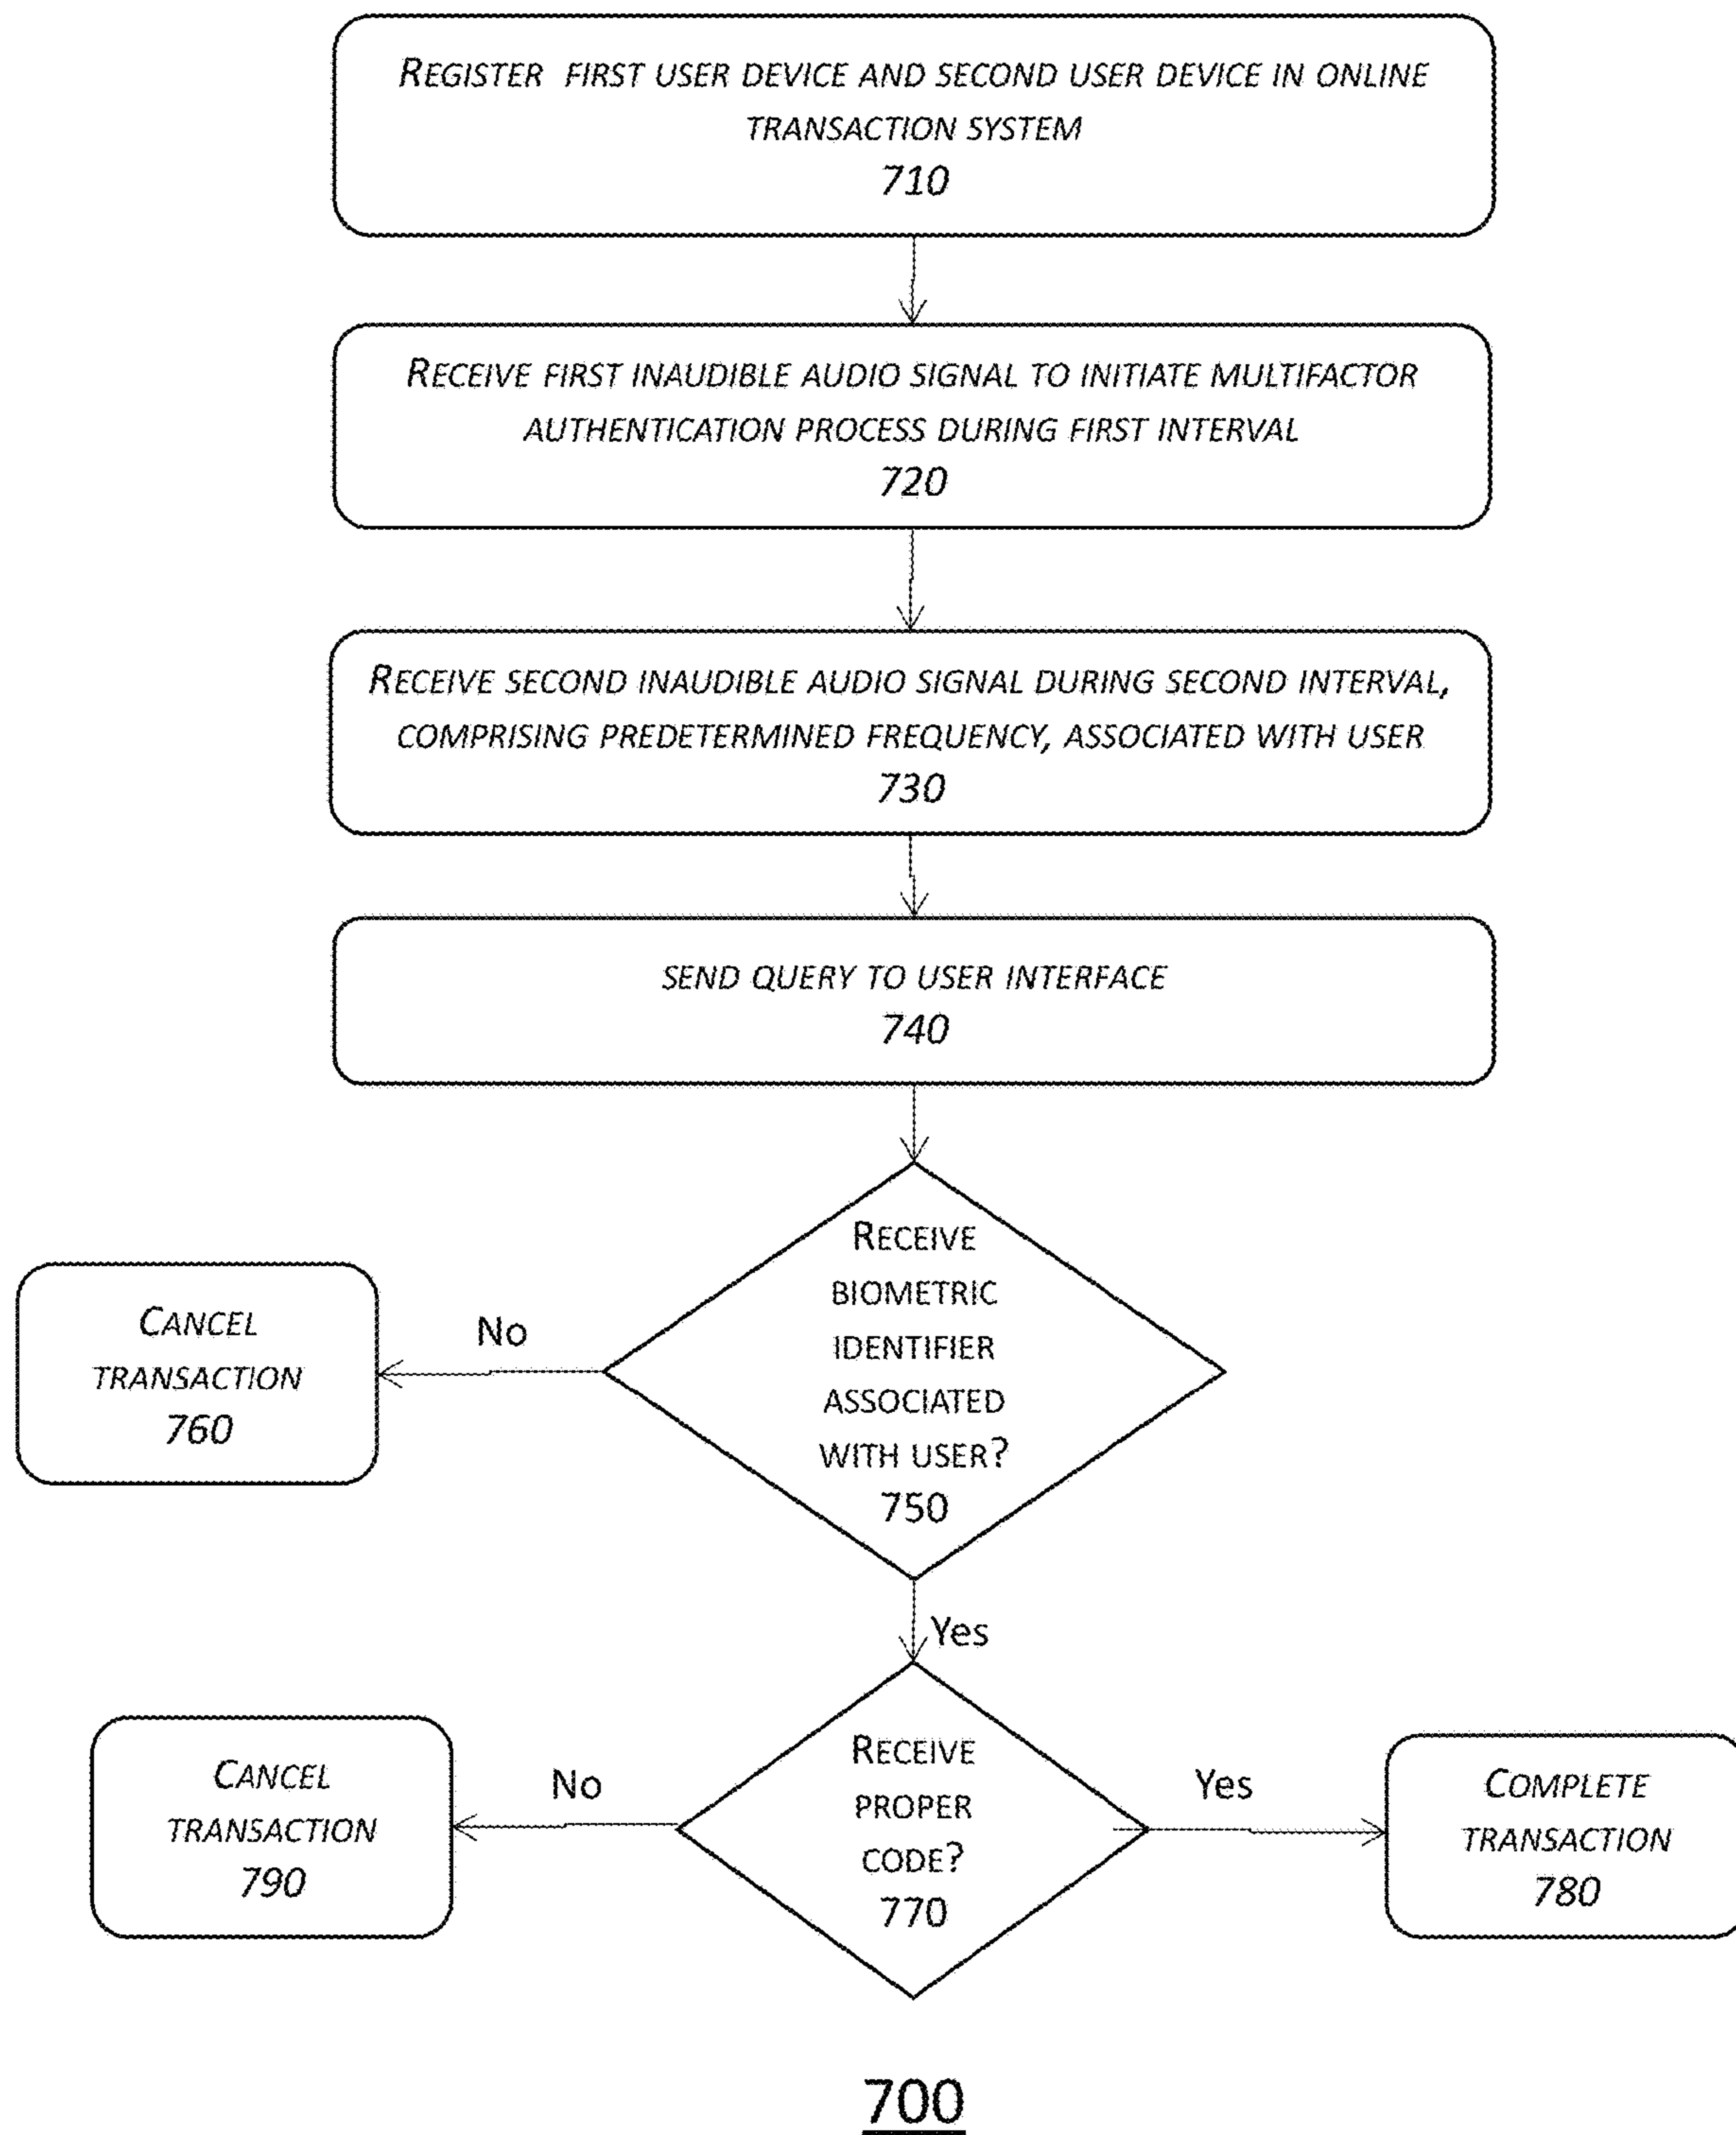 Register first user device and second user device in online
transaction system
710
Receive first inaudible audio signal to initiate multifactor
authentication process during first interval
720
Receive second inaudible audio signal during second interval,
comprising predetermined frequency, associated with user
730
send query to user interface
740
Receive
biometric
identifier
associated
with user?
750
No
Cancel
transaction
760
Yes
Receive
proper
code?
770
No
Cancel
transaction
790
Yes
Complete
transaction
780
700